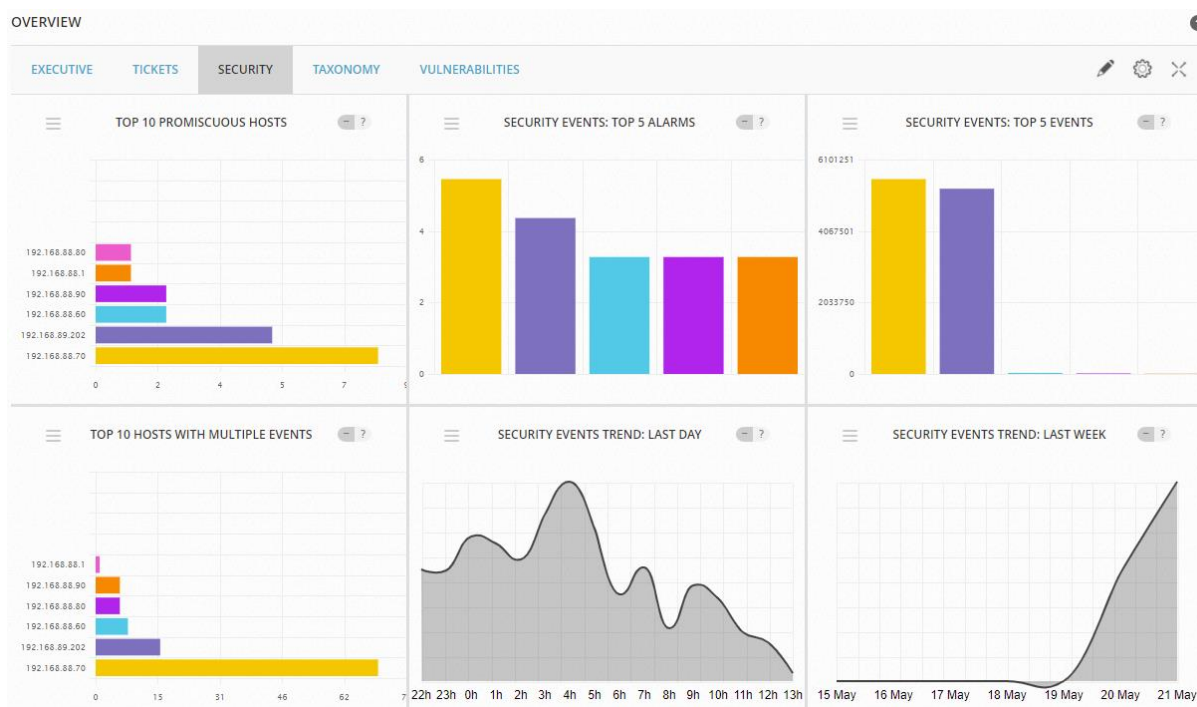 OVERVIEW
EXECUTIVE TICKETS SECURITY TAXONOMY VULNERABILITIES
TOP 10 PROMISCUOUS HOSTS - ?
192.168.88.80
192.168.88.1
192.168.88.90
192.168.88.60
192.168.89.202
192.168.88.70
0 2 4 5 7 9
SECURITY EVENTS: TOP 5 ALARMS - ?
6
4
2
0
SECURITY EVENTS: TOP 5 EVENTS - ?
6101251
4067501
2033750
0
TOP 10 HOSTS WITH MULTIPLE EVENTS - ?
192.168.88.1
192.168.88.90
192.168.88.80
192.168.88.60
192.168.89.202
192.168.88.70
0 15 31 46 62
SECURITY EVENTS TREND: LAST DAY - ?
22h 23h 0h 1h 2h 3h 4h 5h 6h 7h 8h 9h 10h 11h 12h 13h
SECURITY EVENTS TREND: LAST WEEK - ?
15 May 16 May 17 May 18 May 19 May 20 May 21 May